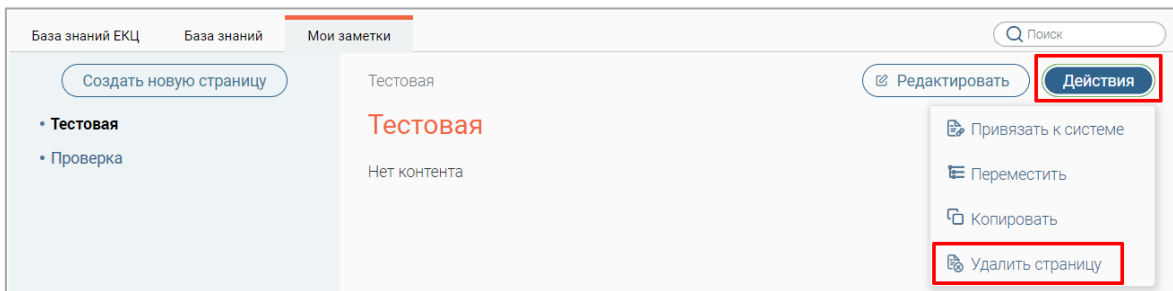 База знаний ЕКЦ База знаний Мои заметки Поиск
Создать новую страницу Тестовая Редактировать Действия
• Тестовая
• Проверка
Тестовая
Нет контента
Привязать к системе
Переместить
Копировать
Удалить страницу